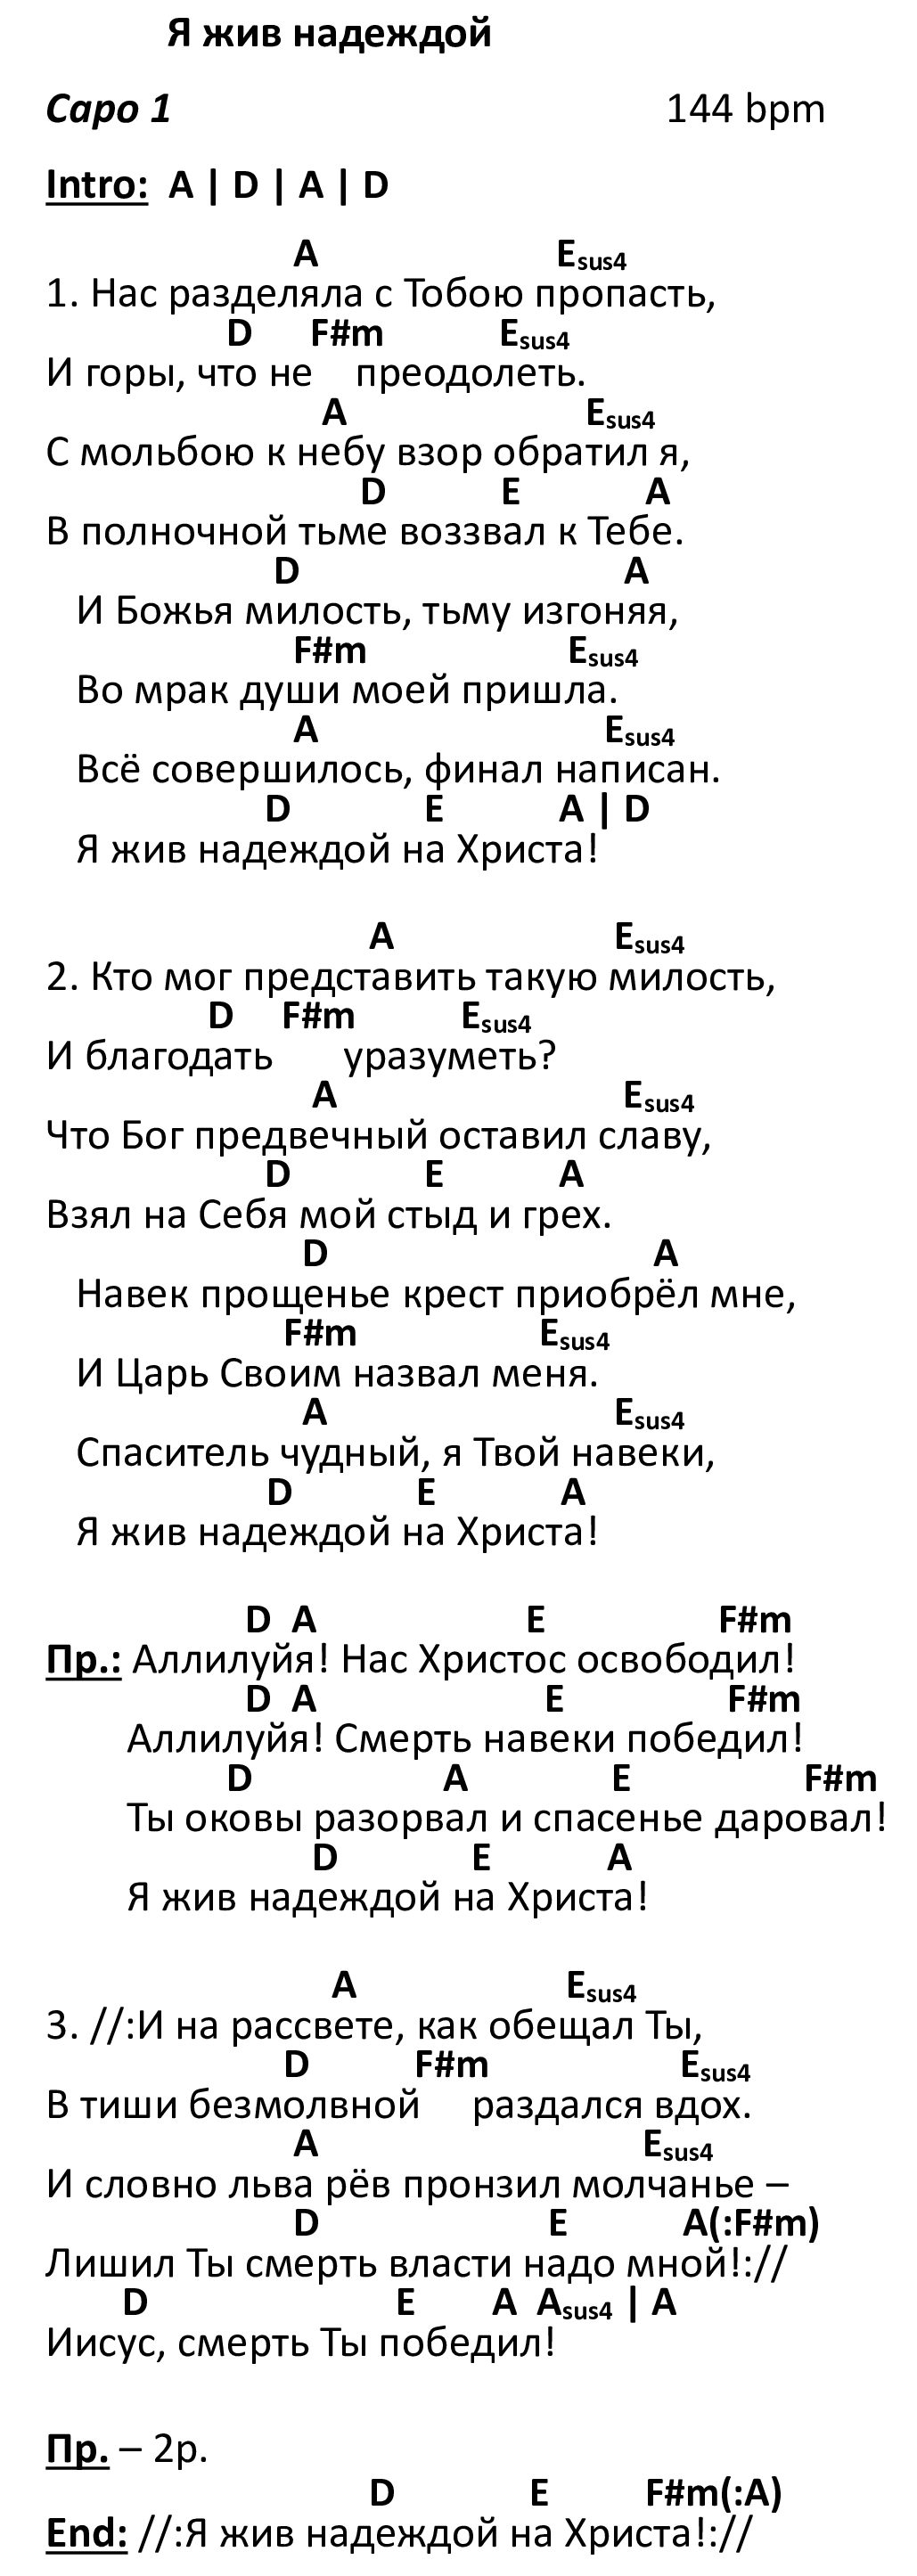 Я жив надеждой
Capo 1 144 bpm
Intro: A | D | A | D
A Esus4
1. Нас разделяла с Тобою пропасть,
D F#m Esus4
И горы, что не преодолеть.
A Esus4
С мольбою к небу взор обратил я,
D E A
В полночной тьме воззвал к Тебе.
D A
И Божья милость, тьму изгоняя,
F#m Esus4
Во мрак души моей пришла.
A Esus4
Всё совершилось, финал написан.
D E A | D
Я жив надеждой на Христа!
A Esus4
2. Кто мог представить такую милость,
D F#m Esus4
И благодать уразуметь?
A Esus4
Что Бог предвечный оставил славу,
D E A
Взял на Себя мой стыд и грех.
D A
Навек прощенье крест приобрёл мне,
F#m Esus4
И Царь Своим назвал меня.
A Esus4
Спаситель чудный, я Твой навеки,
D E A
Я жив надеждой на Христа!
D A E F#m
Пр.: Аллилуйя! Нас Христос освободил!
D A E F#m
Аллилуйя! Смерть навеки победил!
D A E F#m
Ты оковы разорвал и спасенье даровал!
D E A
Я жив надеждой на Христа!
A Esus4
3. //:И на рассвете, как обещал Ты,
D F#m Esus4
В тиши безмолвной раздался вдох.
A Esus4
И словно льва рёв пронзил молчанье –
D E A(:F#m)
Лишил Ты смерть власти надо мной!://
D E A Asus4 | A
Иисус, смерть Ты победил!
Пр. – 2р.
D E F#m(:A)
End: //:Я жив надеждой на Христа!://